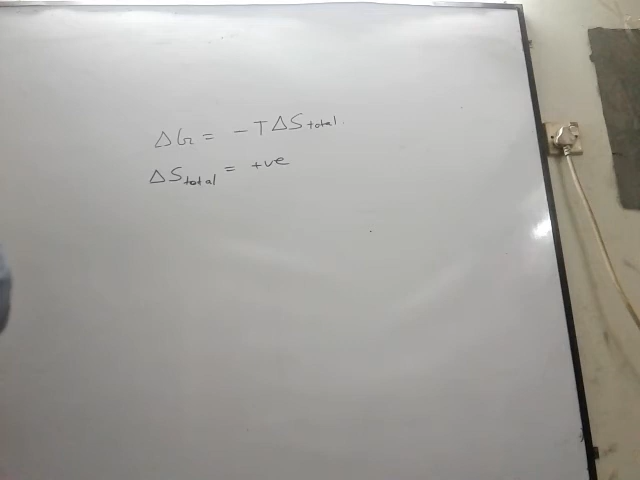 ΔG = - TΔS total.
ΔS total = +ve